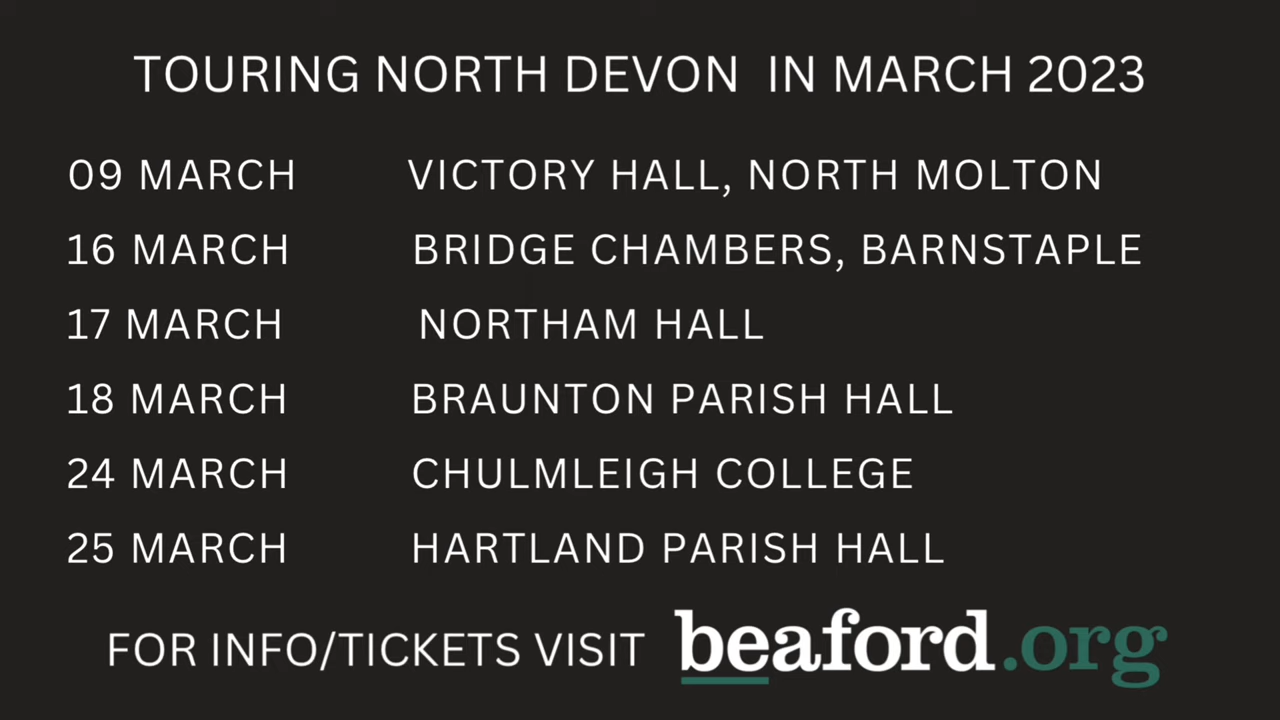 TOURING NORTH DEVON IN MARCH 2023
09 MARCH VICTORY HALL, NORTH MOLTON
16 MARCH BRIDGE CHAMBERS, BARNSTAPLE
17 MARCH NORTHAM HALL
18 MARCH BRAUNTON PARISH HALL
24 MARCH CHULMLEIGH COLLEGE
25 MARCH HARTLAND PARISH HALL
FOR INFO/TICKETS VISIT beaford.org